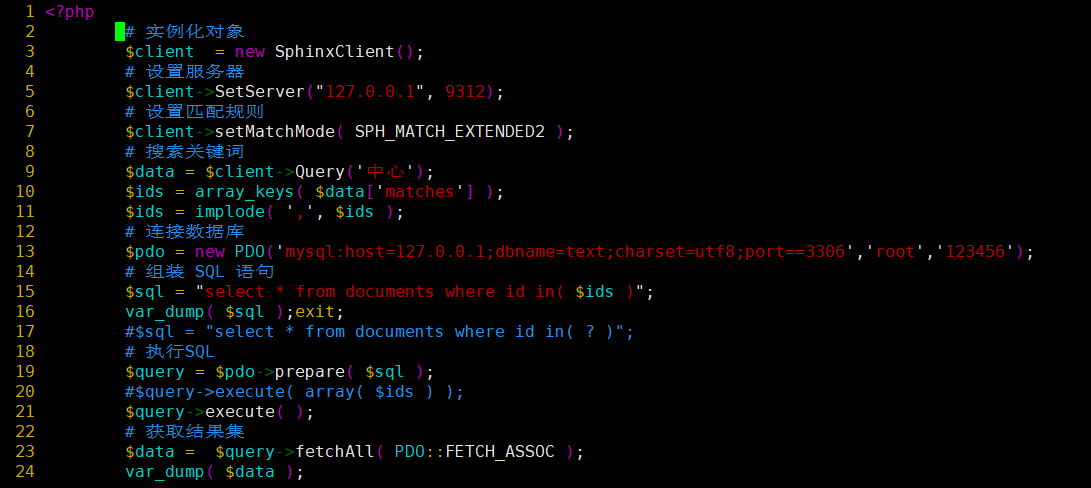 1 <?php
2 # 实例化对象
3 $client  = new SphinxClient();
4 # 设置服务器
5 $client->SetServer("127.0.0.1", 9312);
6 # 设置匹配规则
7 $client->setMatchMode( SPH_MATCH_EXTENDED2 );
8 # 搜索关键词
9 $data = $client->Query('中心');
10 $ids = array_keys( $data['matches'] );
11 $ids = implode( ',', $ids );
12 # 连接数据库
13 $pdo = new PDO('mysql:host=127.0.0.1;dbname=text;charset=utf8;port==3306','root','123456');
14 # 组装 SQL 语句
15 $sql = "select * from documents where id in( $ids )";
16 var_dump( $sql );exit;
17 #$sql = "select * from documents where id in( ? )";
18 # 执行SQL
19 $query = $pdo->prepare( $sql );
20 #$query->execute( array( $ids ) );
21 $query->execute( );
22 # 获取结果集
23 $data =  $query->fetchAll( PDO::FETCH_ASSOC );
24 var_dump( $data );